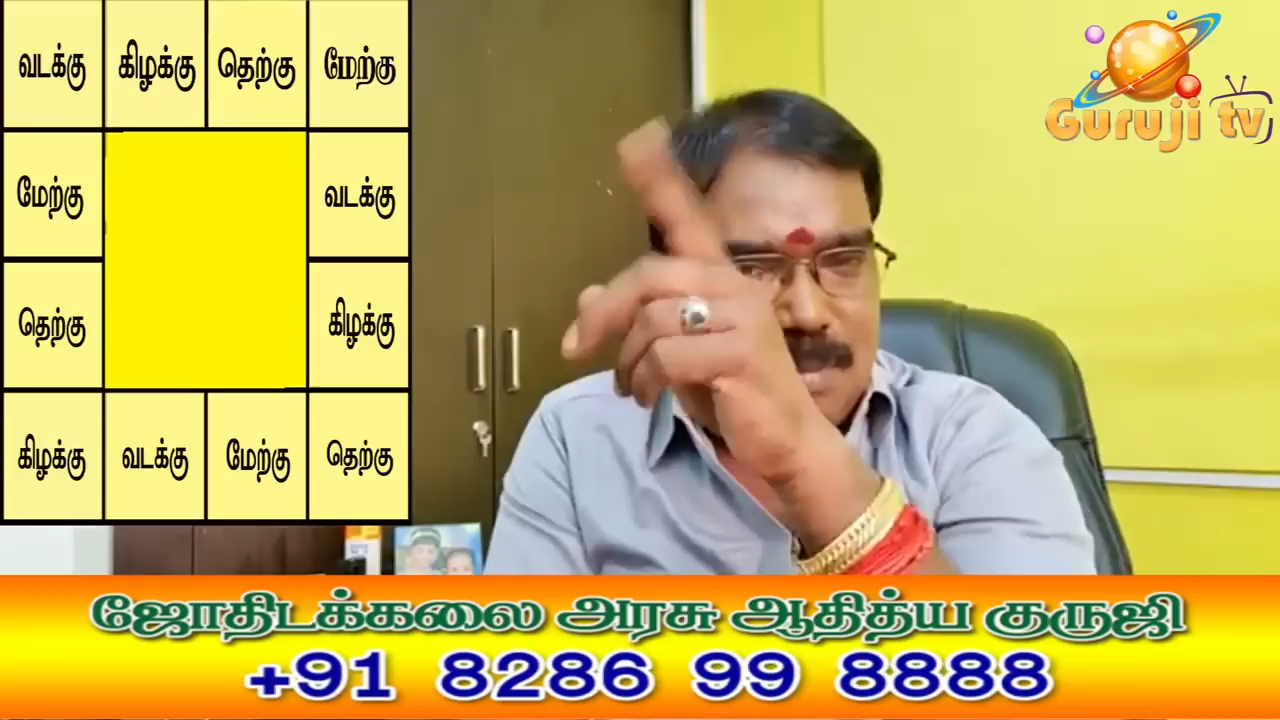 வடக்கு கிழக்கு தெற்கு மேற்கு
Guruji tv
மேற்கு வடக்கு
தெற்கு கிழக்கு
கிழக்கு வடக்கு மேற்கு தெற்கு
ஜோதிடக்கலை அரசு ஆதித்ய குருஜி
+91 8286 99 8888